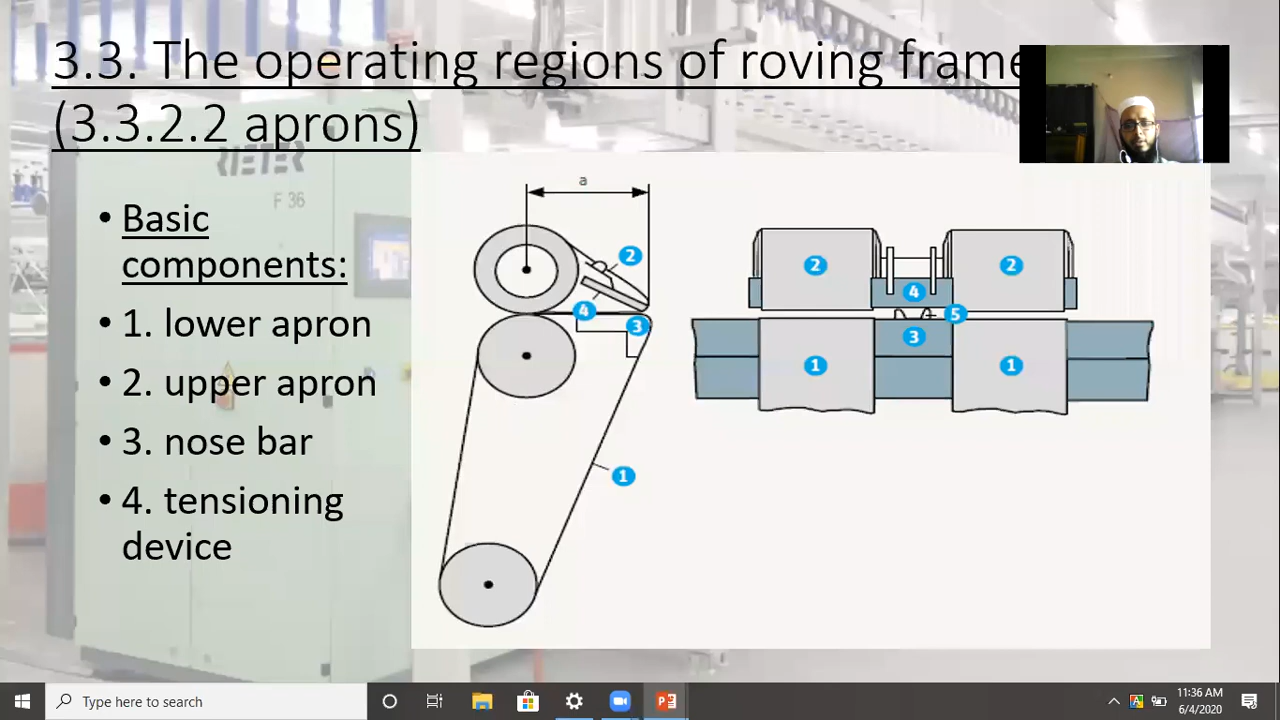 3.3. The operating regions of roving frame
(3.3.2.2 aprons)
RIETER
F 36
• Basic
components:
• 1. lower apron
• 2. upper apron
• 3. nose bar
• 4. tensioning
device
a
2
4
3
1
2
2
4
5
3
1
1
Type here to search
11:36 AM
6/4/2020